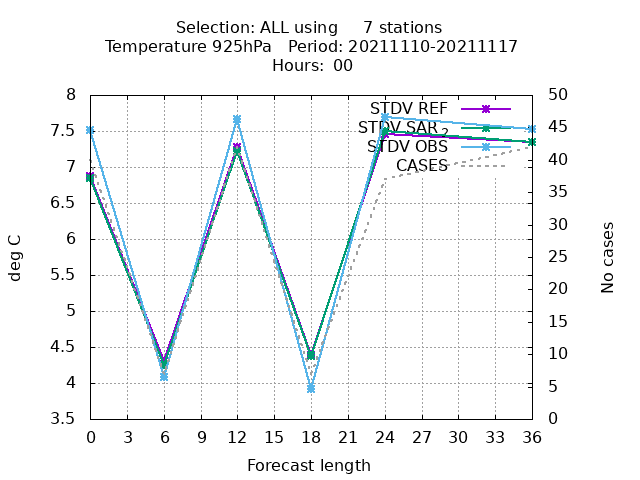 Selection: ALL using     7 stations
Temperature 925hPa   Period: 20211110-20211117
Hours:  00
STDV REF
STDV SAR 2
STDV OBS
CASES
8
7.5
7
6.5
6
5.5
5
4.5
4
3.5
50
45
40
35
30
25
20
15
10
5
0
deg C
No cases
0 3 6 9 12 15 18 21 24 27 30 33 36
Forecast length